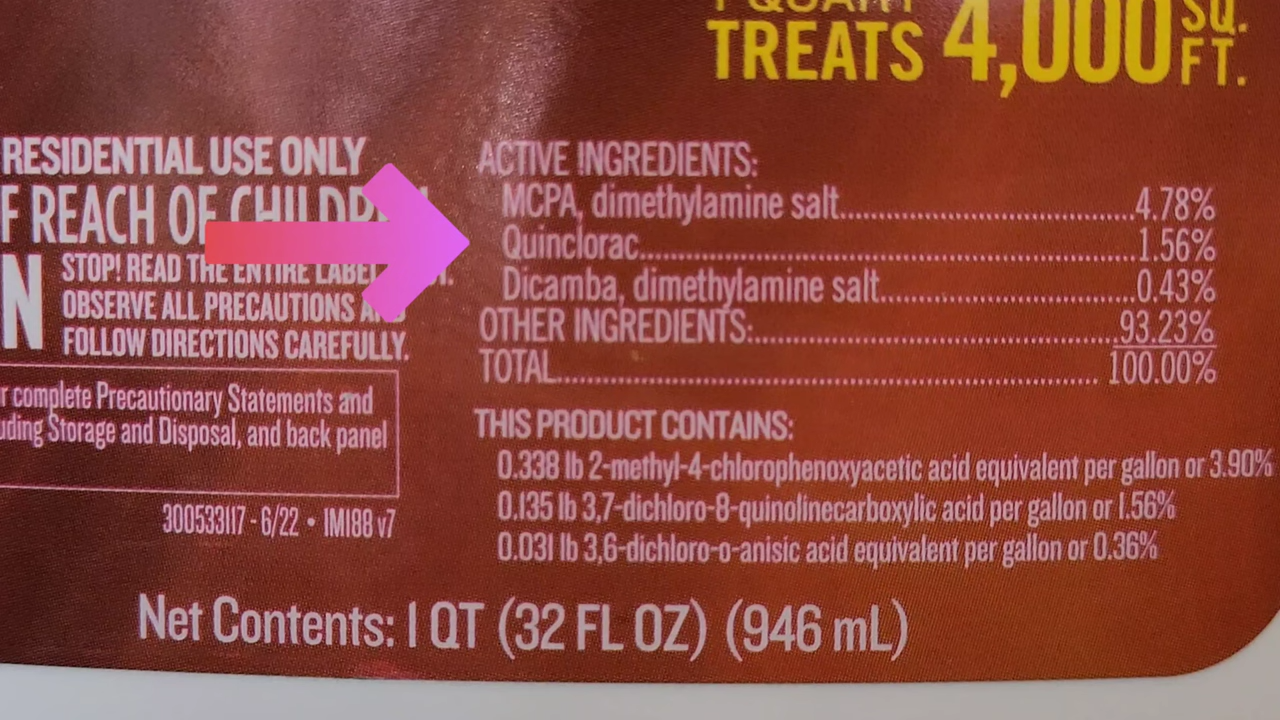 TREATS 4,000 SQ. FT.
RESIDENTIAL USE ONLY
F REACH OF
STOP! READ THE ENTIRE
N OBSERVE ALL PRECAUTIONS
FOLLOW DIRECTIONS CAREFULLY.
r complete Precautionary Statements and
uding Storage and Disposal, and back panel
300533117 - 6/22 • IMI88 v7
ACTIVE INGREDIENTS:
MCPA, dimethylamine salt 4.78%
Quinclorac 1.56%
Dicamba, dimethylamine salt 0.43%
OTHER INGREDIENTS: 93.23%
TOTAL 100.00%
THIS PRODUCT CONTAINS:
0.338 lb 2-methyl-4-chlorophenoxyacetic acid equivalent per gallon or 3.90%
0.135 lb 3,7-dichloro-8-quinolinecarboxylic acid per gallon or 1.56%
0.031 lb 3,6-dichloro-o-anisic acid equivalent per gallon or 0.36%
Net Contents: 1 QT (32 FL OZ) (946 mL)